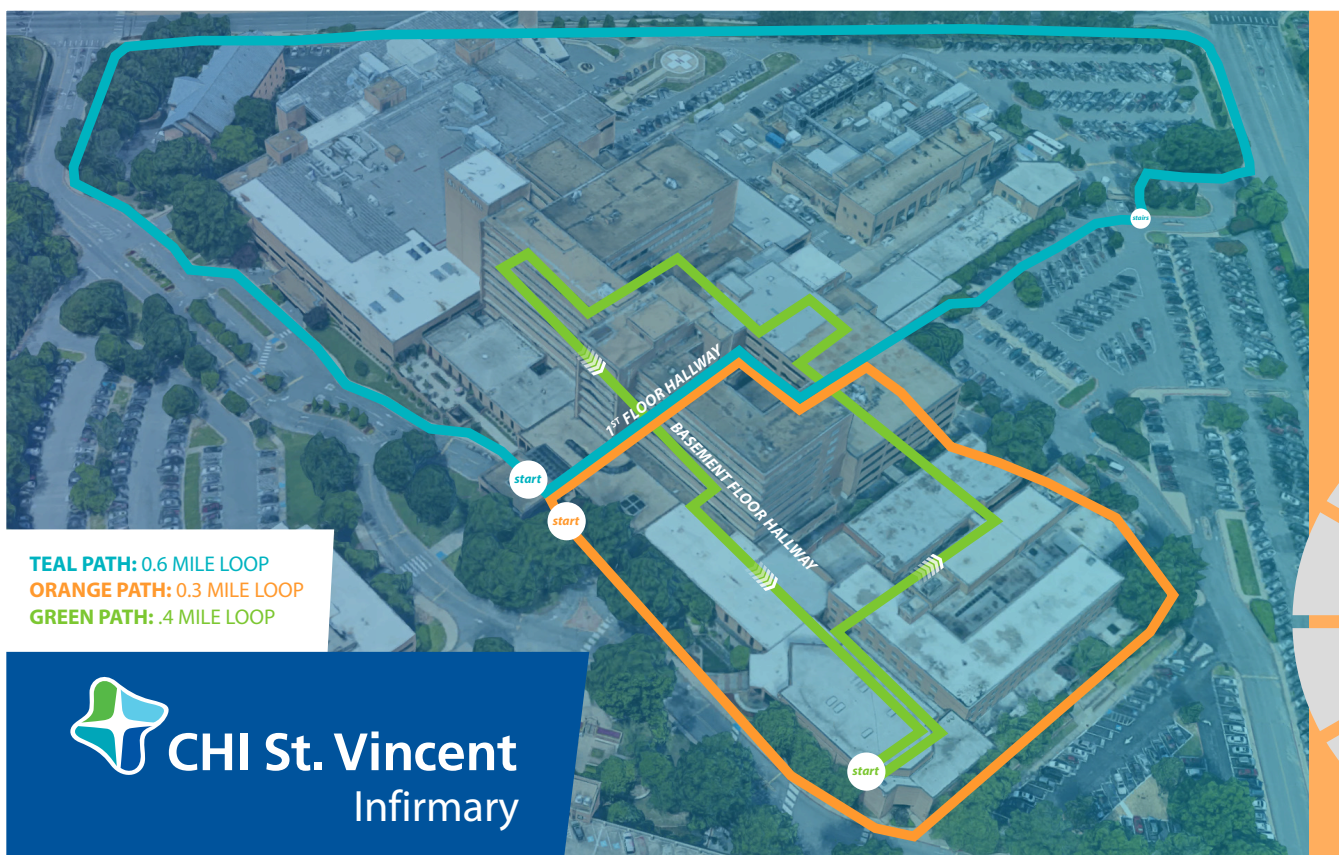 stairs
1ST FLOOR HALLWAY
BASEMENT FLOOR HALLWAY
start
start
start
TEAL PATH: 0.6 MILE LOOP
ORANGE PATH: 0.3 MILE LOOP
GREEN PATH: .4 MILE LOOP
CHI St. Vincent
Infirmary